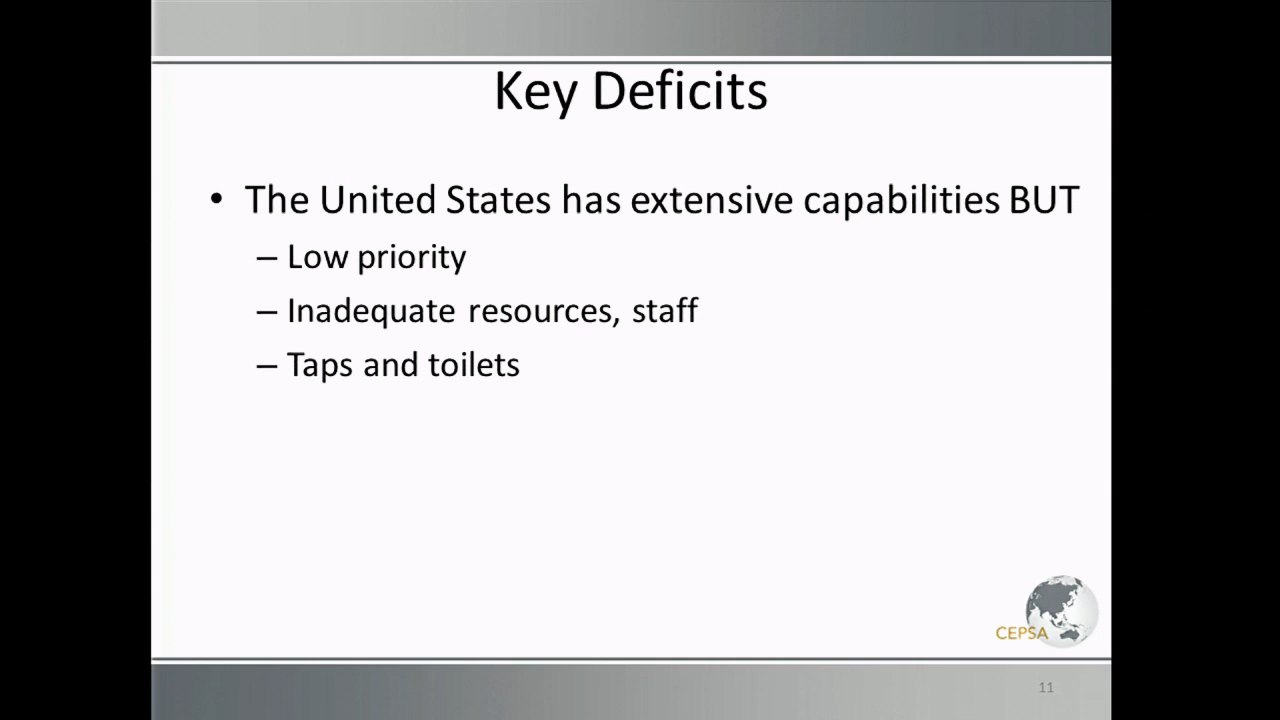 Key Deficits
• The United States has extensive capabilities BUT
– Low priority
– Inadequate resources, staff
– Taps and toilets
CEPSA
11